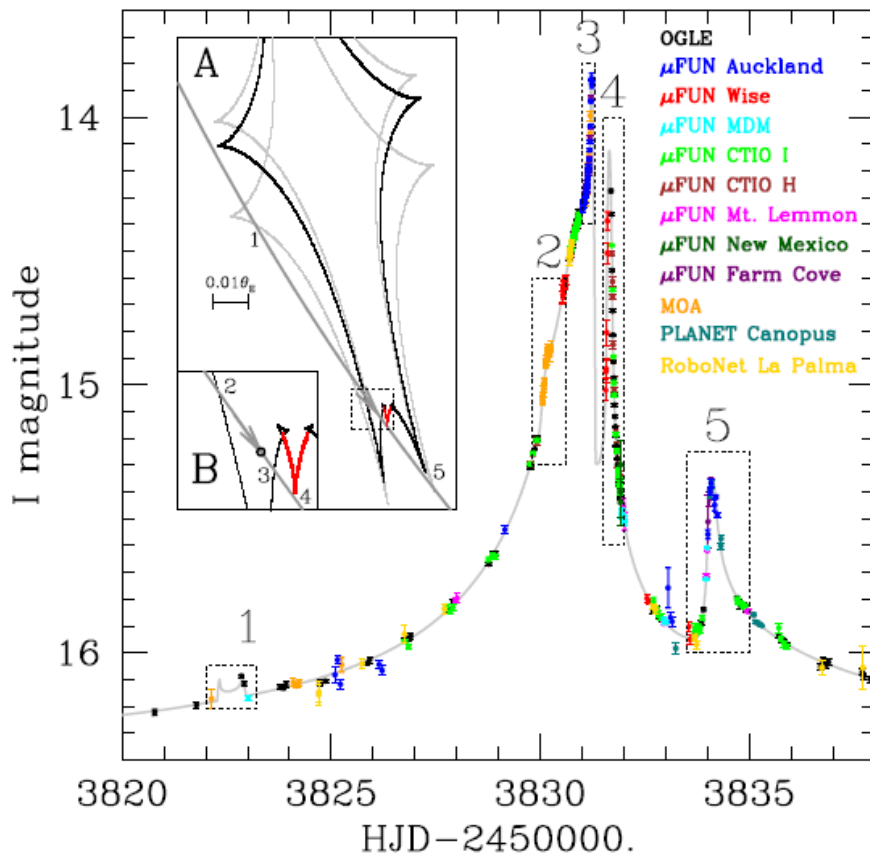 OGLE
μFUN Auckland
μFUN Wise
μFUN MDM
μFUN CTIO I
μFUN CTIO H
μFUN Mt. Lemmon
μFUN New Mexico
μFUN Farm Cove
MOA
PLANET Canopus
RoboNet La Palma
A
1
0.01θ_E
5
B
2
3
4
1
2
3
4
5
14
15
16
I magnitude
3820 3825 3830 3835
HJD-2450000.